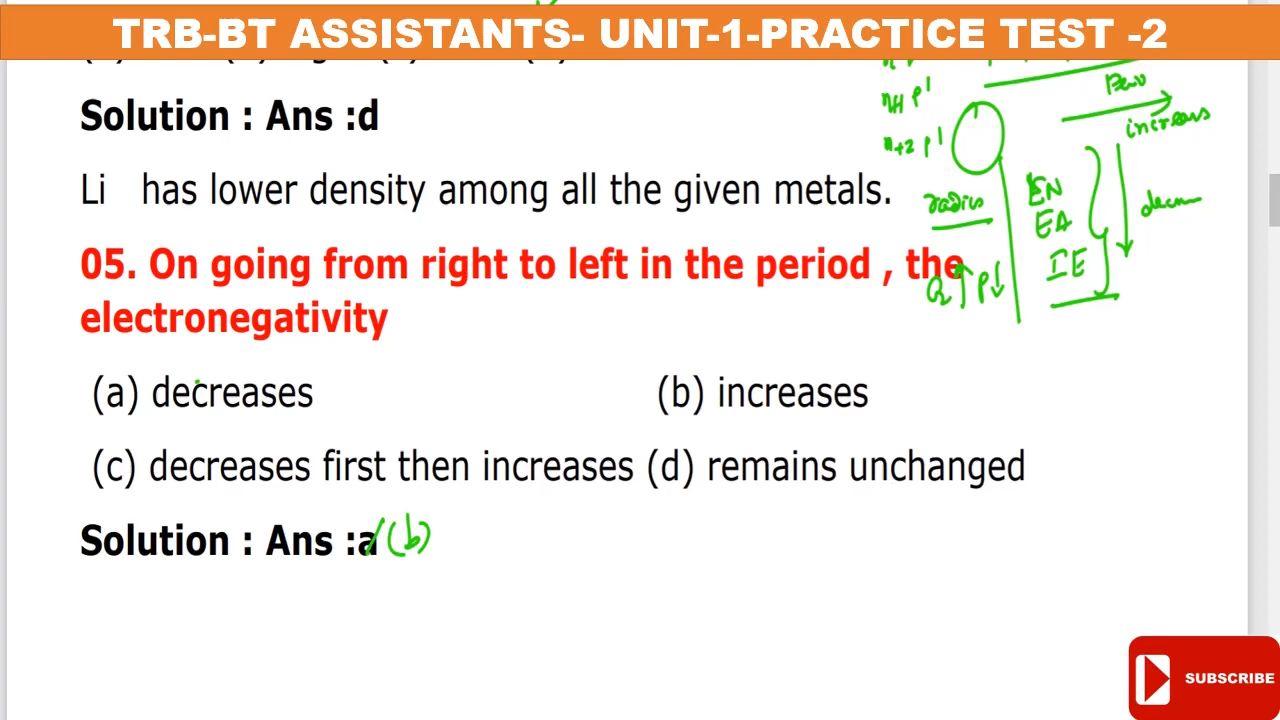 TRB-BT ASSISTANTS- UNIT-1-PRACTICE TEST -2
Solution : Ans :d
Li has lower density among all the given metals.
05. On going from right to left in the period , the
electronegativity
(a) decreases (b) increases
(c) decreases first then increases (d) remains unchanged
Solution : Ans :a (b)
n+2 p1
increases
radius
EN
EA
IE
SUBSCRIBE